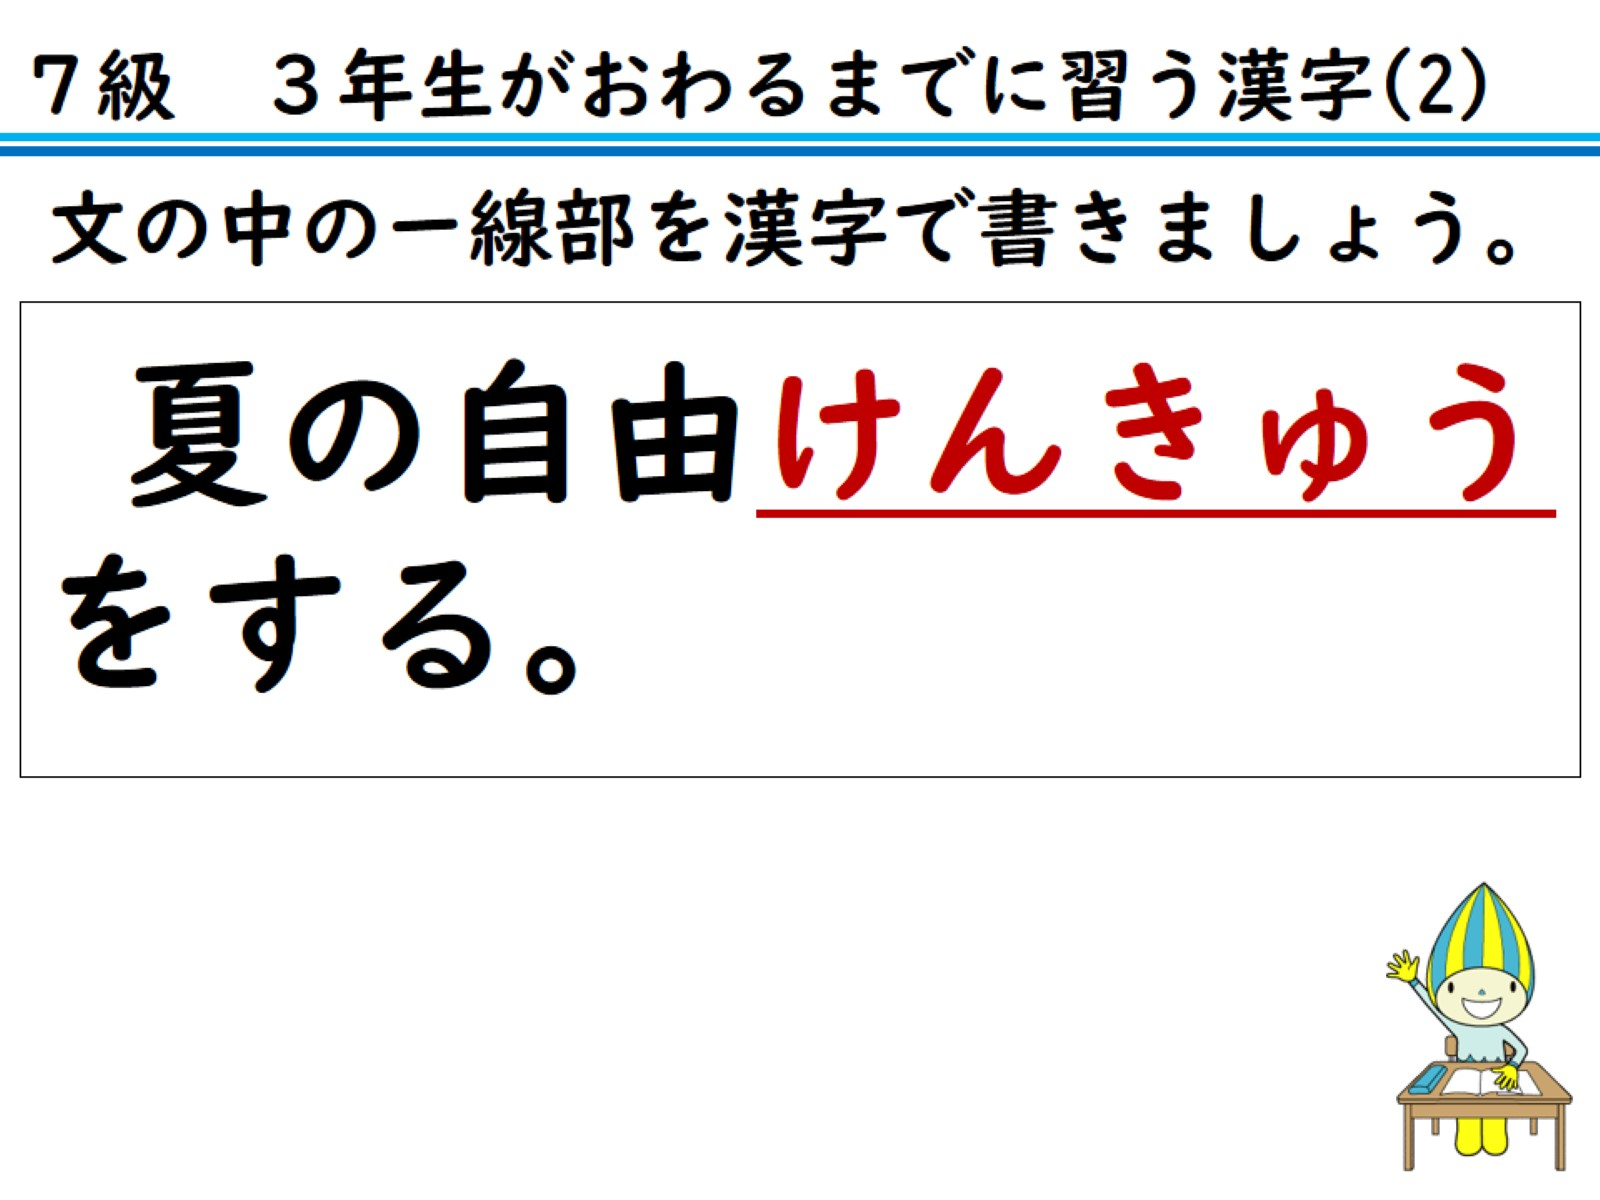 ７級　３年生がおわるまでに習う漢字(2)
文の中の一線部を漢字で書きましょう。
夏の自由けんきゅう
をする。